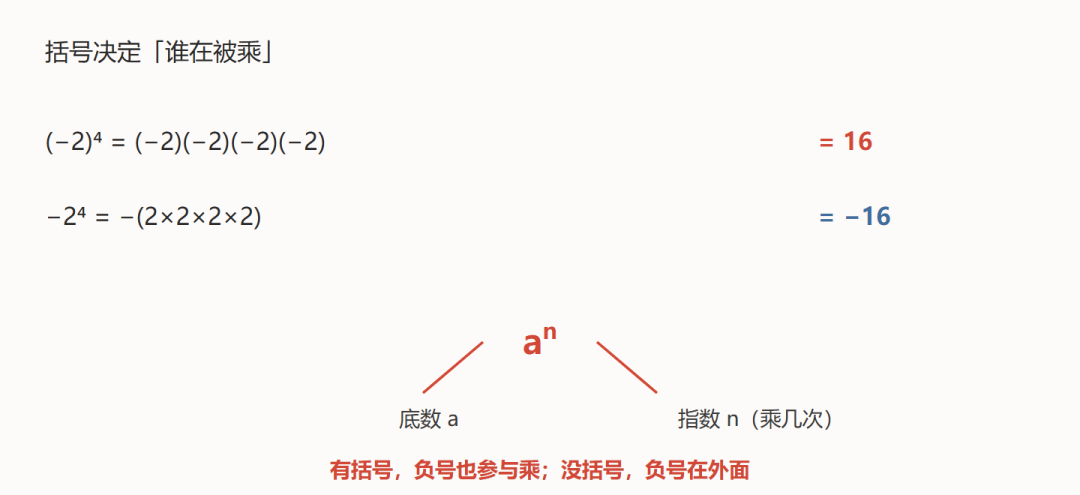 括号决定「谁在被乘」
(−2)⁴ = (−2)(−2)(−2)(−2) = 16
−2⁴ = −(2×2×2×2) = −16
aⁿ
底数 a 指数 n（乘几次）
有括号，负号也参与乘；没括号，负号在外面